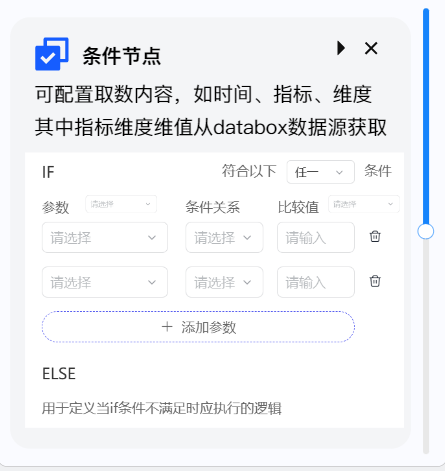 条件节点
可配置取数内容，如时间、指标、维度
其中指标维度维值从databox数据源获取
IF 符合以下 任一 条件
参数 请选择 条件关系 比较值 请选择
请选择 请选择 请输入
请选择 请选择 请输入
+ 添加参数
ELSE
用于定义当if条件不满足时应执行的逻辑